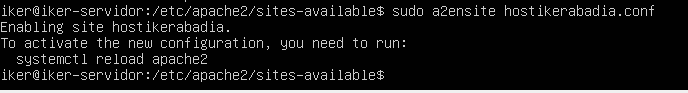 iker@iker-servidor:/etc/apache2/sites-available$ sudo a2ensite hostikerabadia.conf
Enabling site hostikerabadia.
To activate the new configuration, you need to run:
  systemctl reload apache2
iker@iker-servidor:/etc/apache2/sites-available$